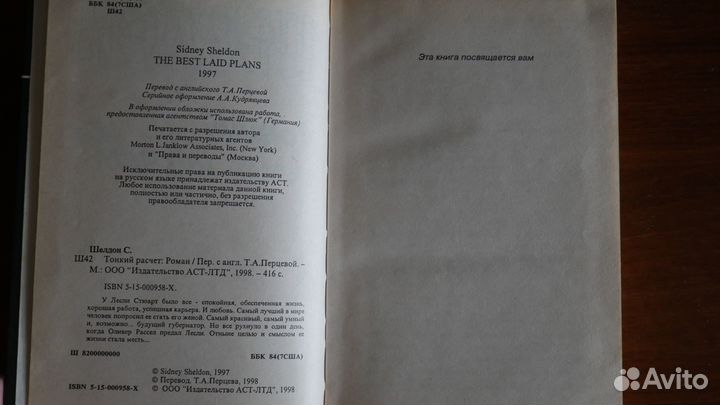 ББК 84(7США)
Ш42
Sidney Sheldon
THE BEST LAID PLANS
1997
Перевод с английского Т.А.Перцевой
Серийное оформление А.А.Кудрявцева
В оформлении обложки использована работа,
предоставленная агентством "Томас Шлюк" (Германия)
Печатается с разрешения автора
и его литературных агентов
Morton L.Janklow Associates, Inc. (New York)
и "Права и переводы" (Москва)
Исключительные права на публикацию книги
на русском языке принадлежат издательству АСТ.
Любое использование материала данной книги,
полностью или частично, без разрешения
правообладателя запрещается.
Шелдон С.
Ш42 Тонкий расчет: Роман / Пер. с англ. Т.А.Перцевой. –
М.: ООО "Издательство АСТ-ЛТД", 1998. – 416 с.
ISBN 5-15-000958-X.
У Лесли Стюарт было все - спокойная, обеспеченная жизнь,
хорошая работа, успешная карьера. И любовь. Самый лучший в мире
человек попросил ее стать его женой. Самый красивый, самый умный
и, возможно... будущий губернатор. Но все рухнуло в один день,
когда Оливер Рассел предал Лесли. Отныне целью и смыслом ее
жизни стала месть...
Ш 8200000000
ББК 84(7США)
© Sidney Sheldon, 1997
© Перевод. Т.А.Перцева, 1998
ISBN 5-15-000958-X
© ООО "Издательство АСТ-ЛТД", 1998
Эта книга посвящается вам
Avito